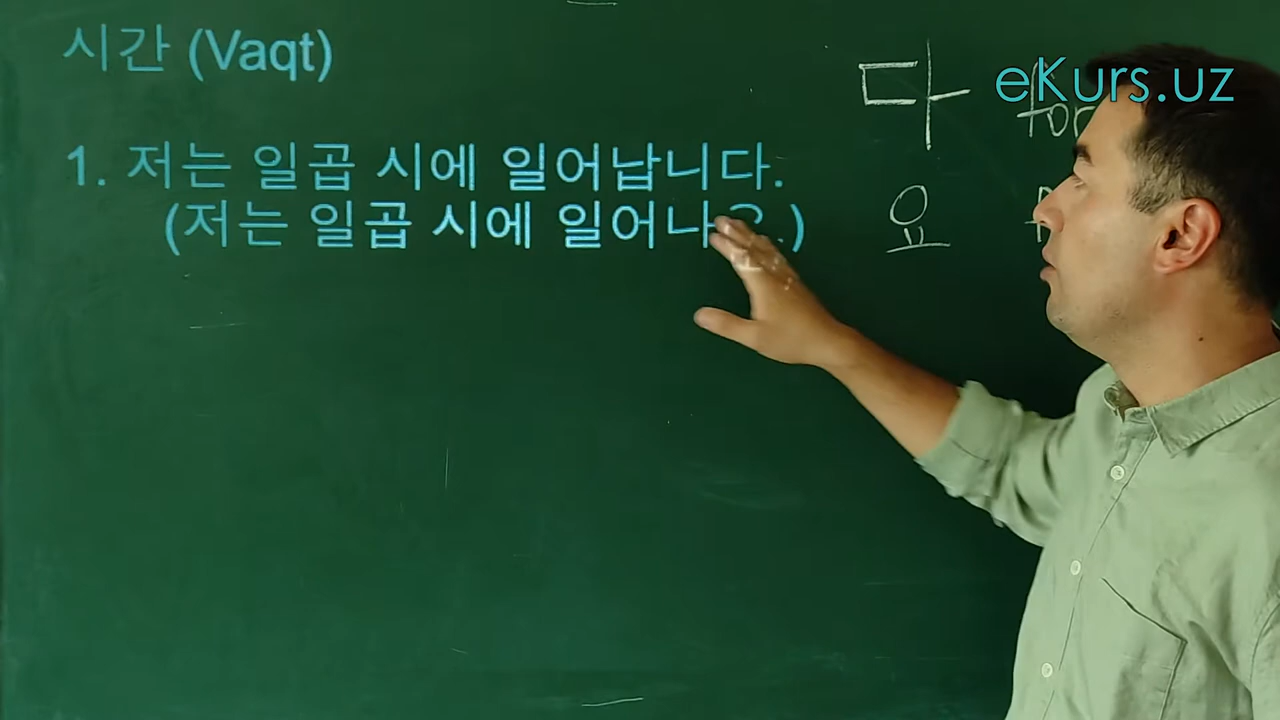 시간 (Vaqt)
다
eKurs.uz
1. 저는 일곱 시에 일어납니다.
(저는 일곱 시에 일어나요.)
요